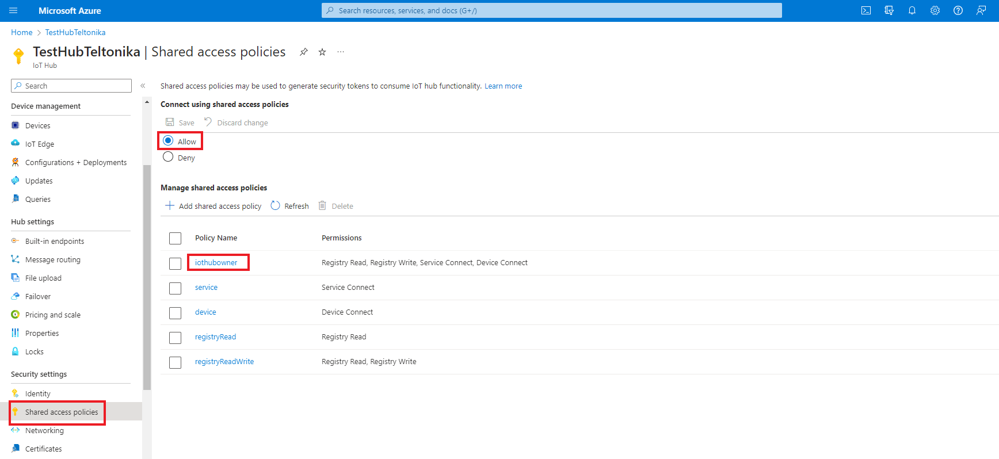 Microsoft Azure
Search resources, services, and docs (G+/)
Home > TestHubTeltonika
TestHubTeltonika | Shared access policies
IoT Hub
Search
Device management
Devices
IoT Edge
Configurations + Deployments
Updates
Queries
Hub settings
Built-in endpoints
Message routing
File upload
Failover
Pricing and scale
Properties
Locks
Security settings
Identity
Shared access policies
Networking
Certificates
Shared access policies may be used to generate security tokens to consume IoT hub functionality. Learn more
Connect using shared access policies
Save Discard change
Allow
Deny
Manage shared access policies
Add shared access policy Refresh Delete
Policy Name Permissions
iothubowner Registry Read, Registry Write, Service Connect, Device Connect
service Service Connect
device Device Connect
registryRead Registry Read
registryReadWrite Registry Read, Registry Write